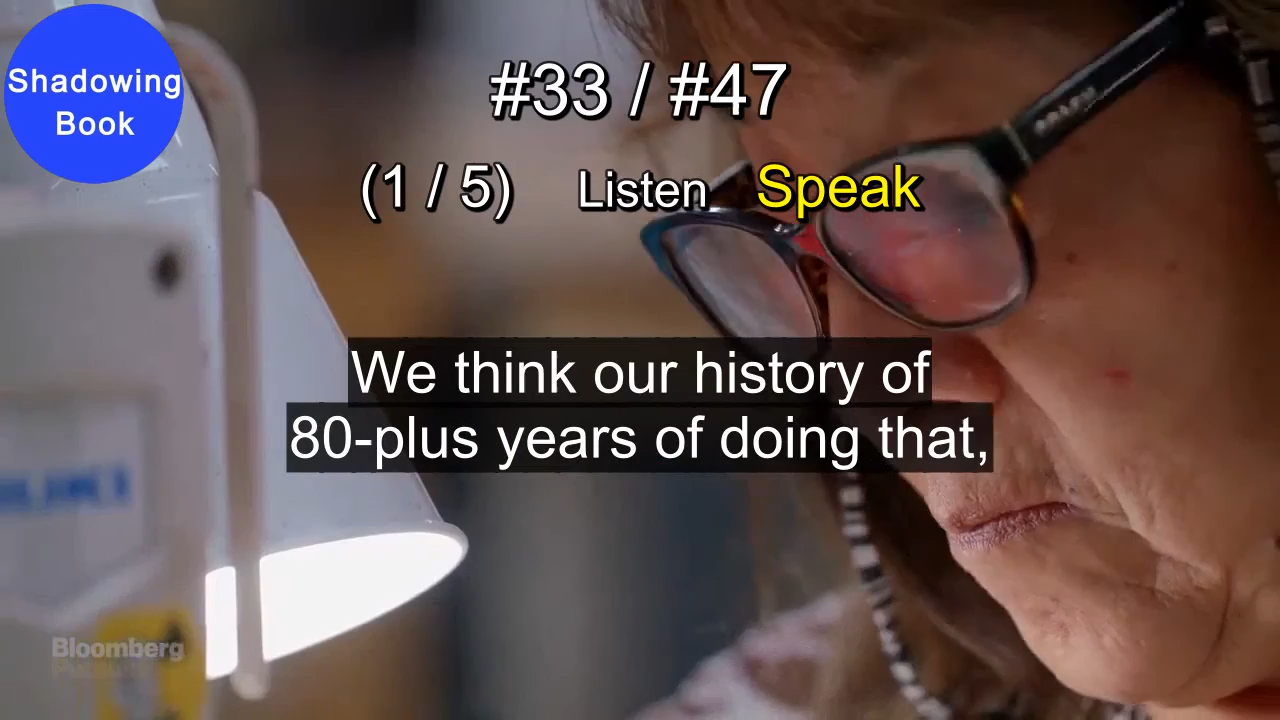 Shadowing
Book
#33 / #47
(1 / 5) Listen Speak
We think our history of
80-plus years of doing that,
Bloomberg